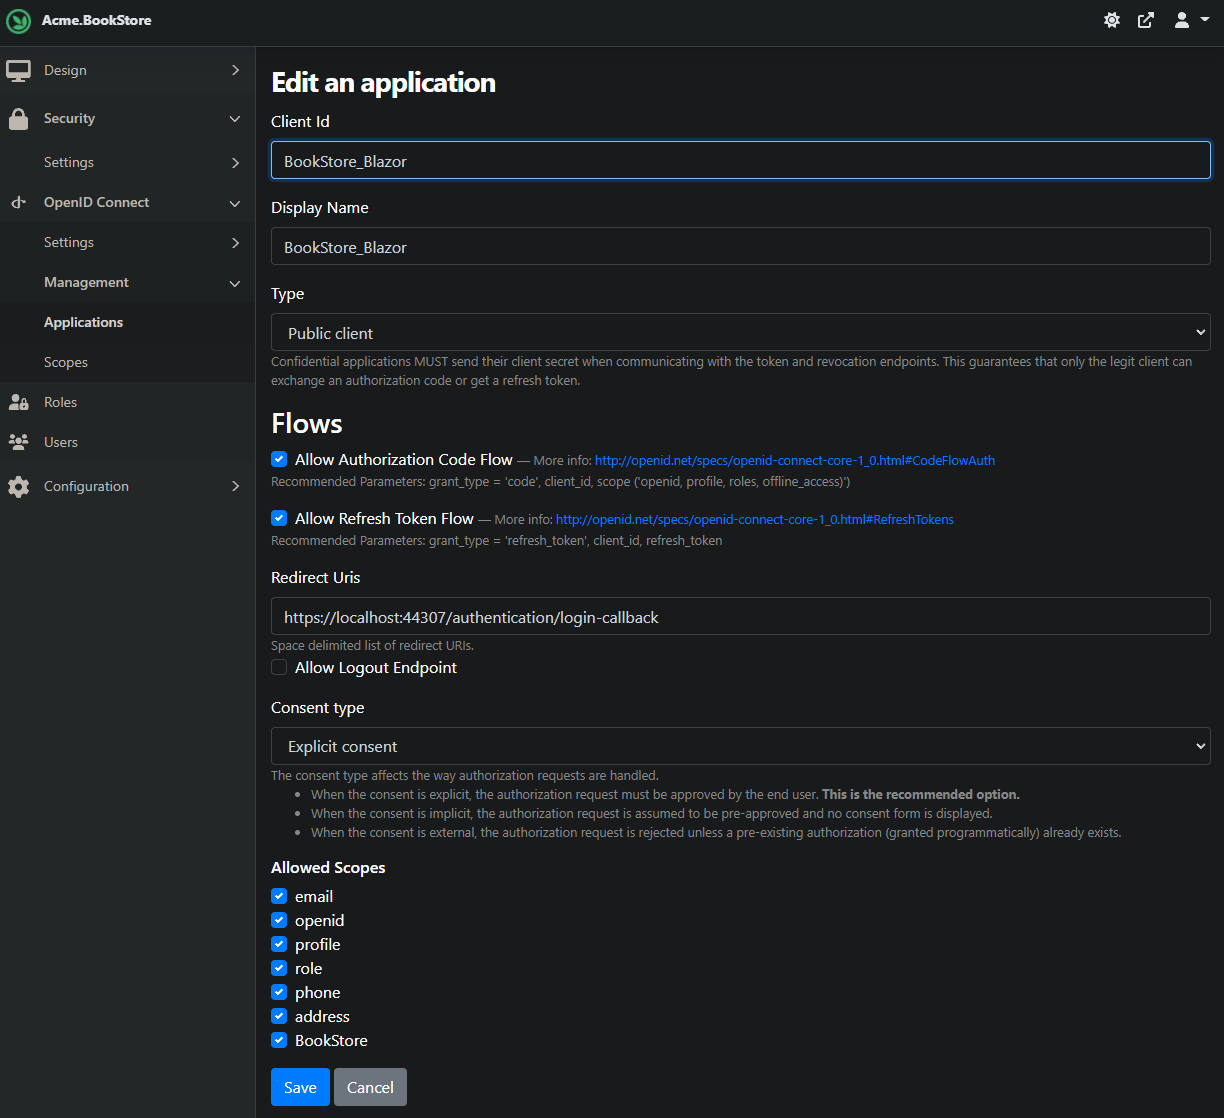 Acme.BookStore
Design
Security
Settings
OpenID Connect
Settings
Management
Applications
Scopes
Roles
Users
Configuration
Edit an application
Client Id
BookStore_Blazor
Display Name
BookStore_Blazor
Type
Public client
Confidential applications MUST send their client secret when communicating with the token and revocation endpoints. This guarantees that only the legit client can
exchange an authorization code or get a refresh token.
Flows
Allow Authorization Code Flow — More info: http://openid.net/specs/openid-connect-core-1_0.html#CodeFlowAuth
Recommended Parameters: grant_type = 'code', client_id, scope ('openid, profile, roles, offline_access)')
Allow Refresh Token Flow — More info: http://openid.net/specs/openid-connect-core-1_0.html#RefreshTokens
Recommended Parameters: grant_type = 'refresh_token', client_id, refresh_token
Redirect Uris
https://localhost:44307/authentication/login-callback
Space delimited list of redirect URIs.
Allow Logout Endpoint
Consent type
Explicit consent
The consent type affects the way authorization requests are handled.
• When the consent is explicit, the authorization request must be approved by the end user. This is the recommended option.
• When the consent is implicit, the authorization request is assumed to be pre-approved and no consent form is displayed.
• When the consent is external, the authorization request is rejected unless a pre-existing authorization (granted programmatically) already exists.
Allowed Scopes
email
openid
profile
role
phone
address
BookStore
Save Cancel